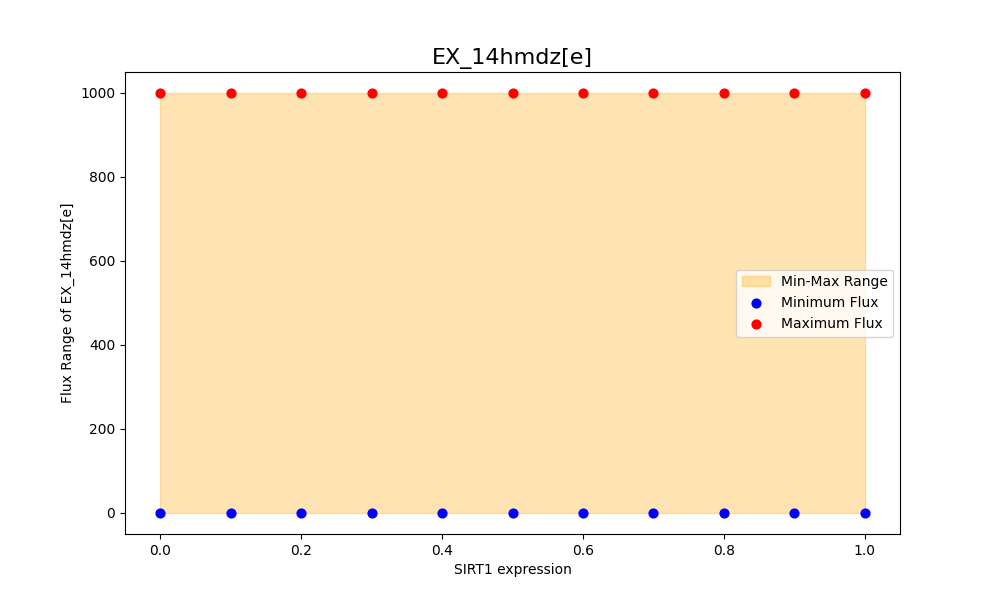 EX_14hmdz[e]
Flux Range of EX_14hmdz[e]
1000
800
600
400
200
0
Min-Max Range
Minimum Flux
Maximum Flux
0.0 0.2 0.4 0.6 0.8 1.0
SIRT1 expression